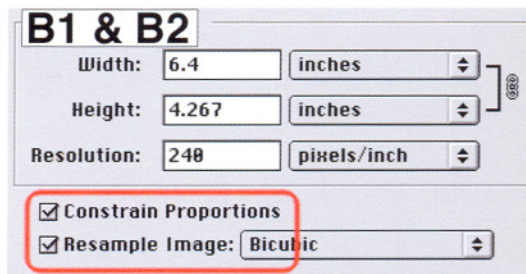 B1 & B2
Width: 6.4 inches
Height: 4.267 inches
Resolution: 240 pixels/inch
Constrain Proportions
Resample Image: Bicubic